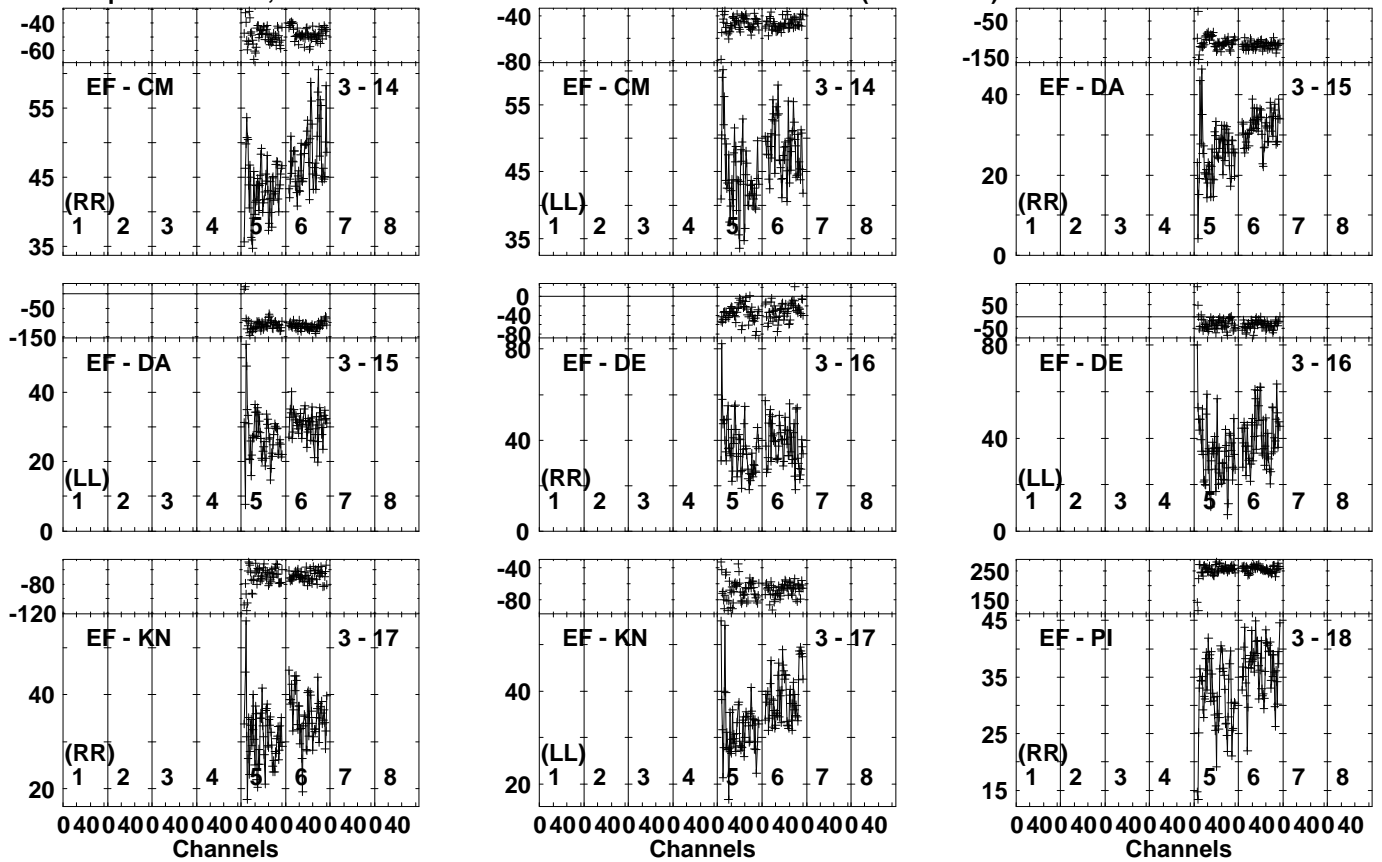 -40
-60
EF - CM 3 - 14
55
45
(RR)
1 2 3 4 5 6 7 8
35
-40
-80
EF - CM 3 - 14
55
45
(LL)
1 2 3 4 5 6 7 8
35
-50
-150
EF - DA 3 - 15
40
20
(RR)
1 2 3 4 5 6 7 8
0
-50
-150
EF - DA 3 - 15
40
20
(LL)
1 2 3 4 5 6 7 8
0
0
-40
-80
80
EF - DE 3 - 16
40
(RR)
1 2 3 4 5 6 7 8
0
50
-50
80
EF - DE 3 - 16
40
(LL)
1 2 3 4 5 6 7 8
0
-80
-120
EF - KN 3 - 17
40
(RR)
1 2 3 4 5 6 7 8
20
-40
-80
EF - KN 3 - 17
40
(LL)
1 2 3 4 5 6 7 8
20
250
150
45
EF - PI 3 - 18
35
25
(RR)
1 2 3 4 5 6 7 8
15
0 40 0 40 0 40 0 40 0 40 0 40 0 40 0 40
Channels
0 40 0 40 0 40 0 40 0 40 0 40 0 40 0 40
Channels
0 40 0 40 0 40 0 40 0 40 0 40 0 40 0 40
Channels